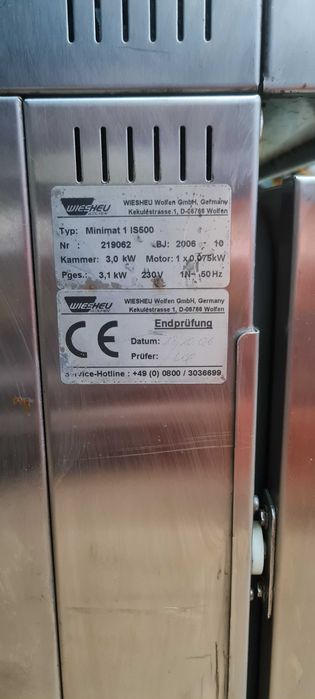 WIESHEU
WIESHEU Wolfen GmbH, Germany
Kekuléstrasse 1, D-06766 Wolfen
Typ: Minimat 1 IS500
Nr : 219062 BJ: 2006 - 10
Kammer: 3,0 kW Motor: 1 x 0,075kW
Pges.: 3,1 kW 230V 1N~ 50Hz
WIESHEU
WIESHEU Wolfen GmbH, Germany
Kekuléstrasse 1, D-06766 Wolfen
CE
Endprüfung
Datum:
Prüfer:
Service-Hotline : +49 (0) 0800 / 3036699